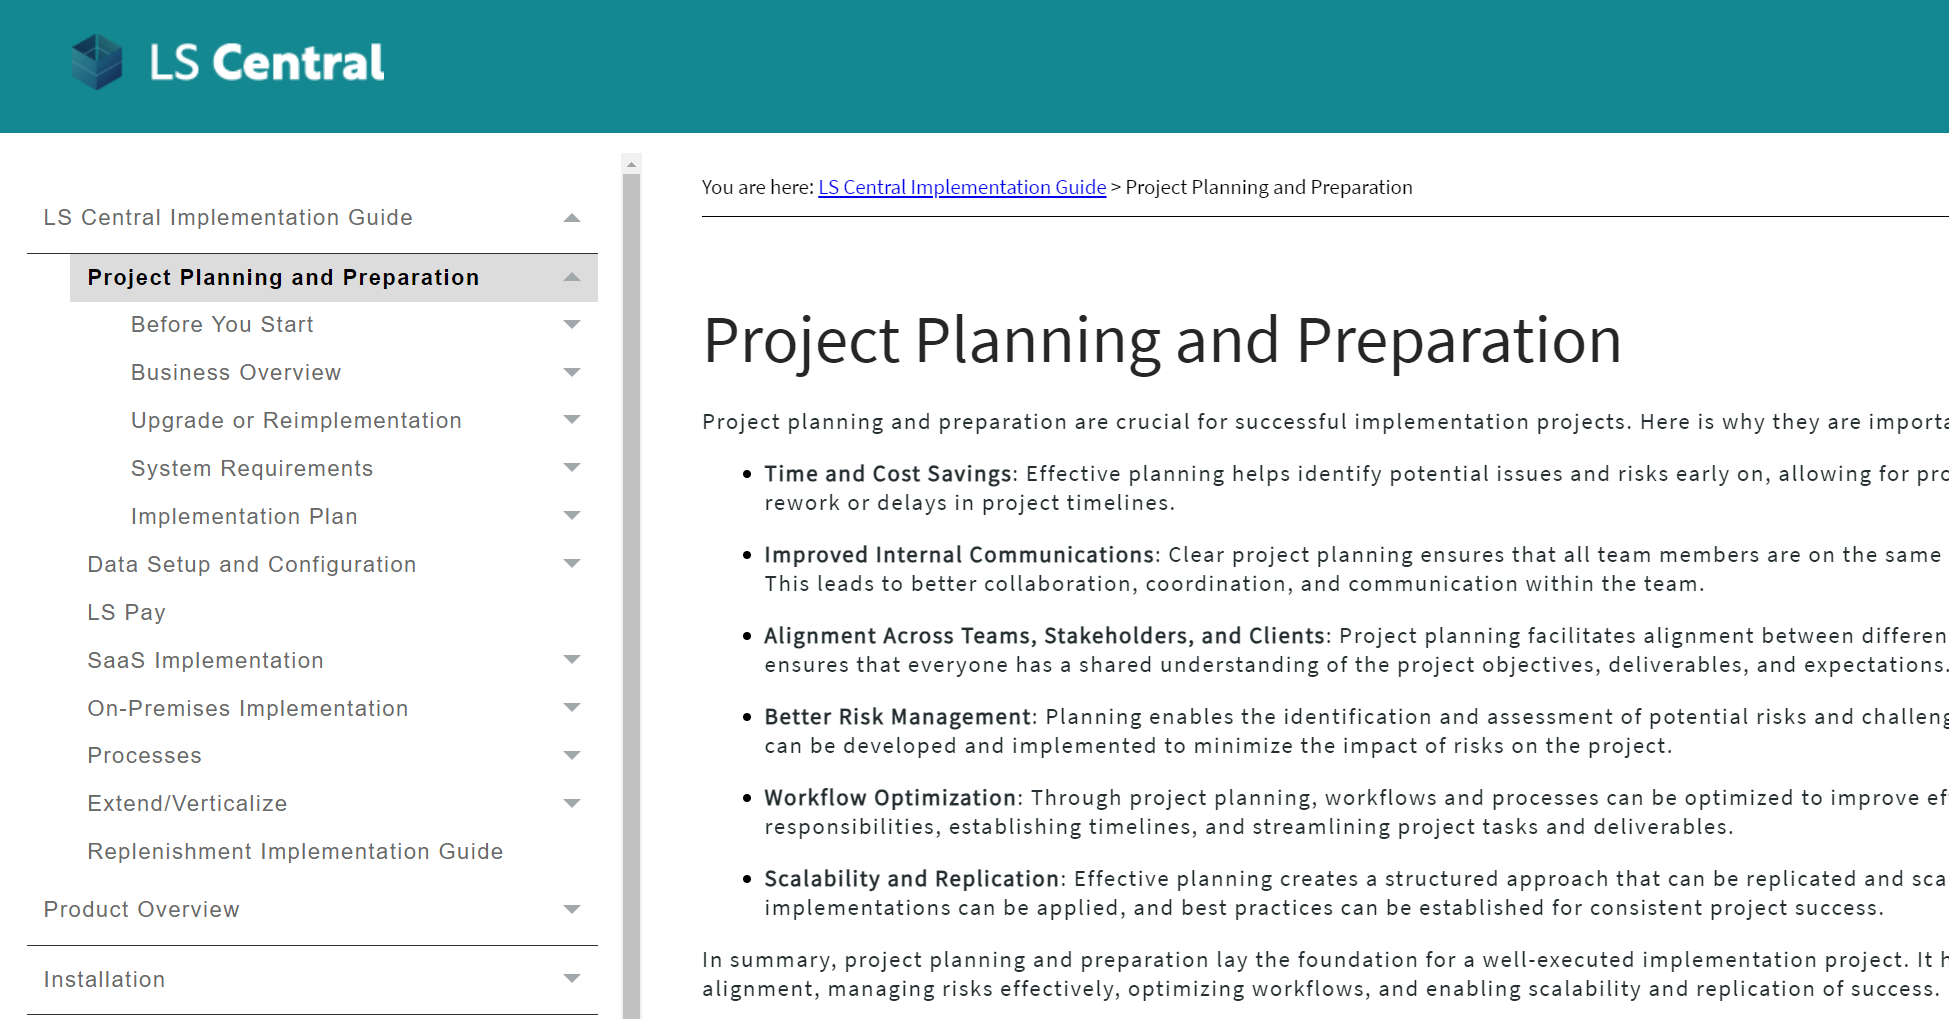 LS Central
LS Central Implementation Guide
Project Planning and Preparation
Before You Start
Business Overview
Upgrade or Reimplementation
System Requirements
Implementation Plan
Data Setup and Configuration
LS Pay
SaaS Implementation
On-Premises Implementation
Processes
Extend/Verticalize
Replenishment Implementation Guide
Product Overview
Installation
You are here: LS Central Implementation Guide > Project Planning and Preparation
Project Planning and Preparation
Project planning and preparation are crucial for successful implementation projects. Here is why they are
• Time and Cost Savings: Effective planning helps identify potential issues and risks early on, allowing for
rework or delays in project timelines.
• Improved Internal Communications: Clear project planning ensures that all team members are on the same
This leads to better collaboration, coordination, and communication within the team.
• Alignment Across Teams, Stakeholders, and Clients: Project planning facilitates alignment between
ensures that everyone has a shared understanding of the project objectives, deliverables, and expectations.
• Better Risk Management: Planning enables the identification and assessment of potential risks and
can be developed and implemented to minimize the impact of risks on the project.
• Workflow Optimization: Through project planning, workflows and processes can be optimized to improve
responsibilities, establishing timelines, and streamlining project tasks and deliverables.
• Scalability and Replication: Effective planning creates a structured approach that can be replicated and
implementations can be applied, and best practices can be established for consistent project success.
In summary, project planning and preparation lay the foundation for a well-executed implementation project. It
alignment, managing risks effectively, optimizing workflows, and enabling scalability and replication of success.